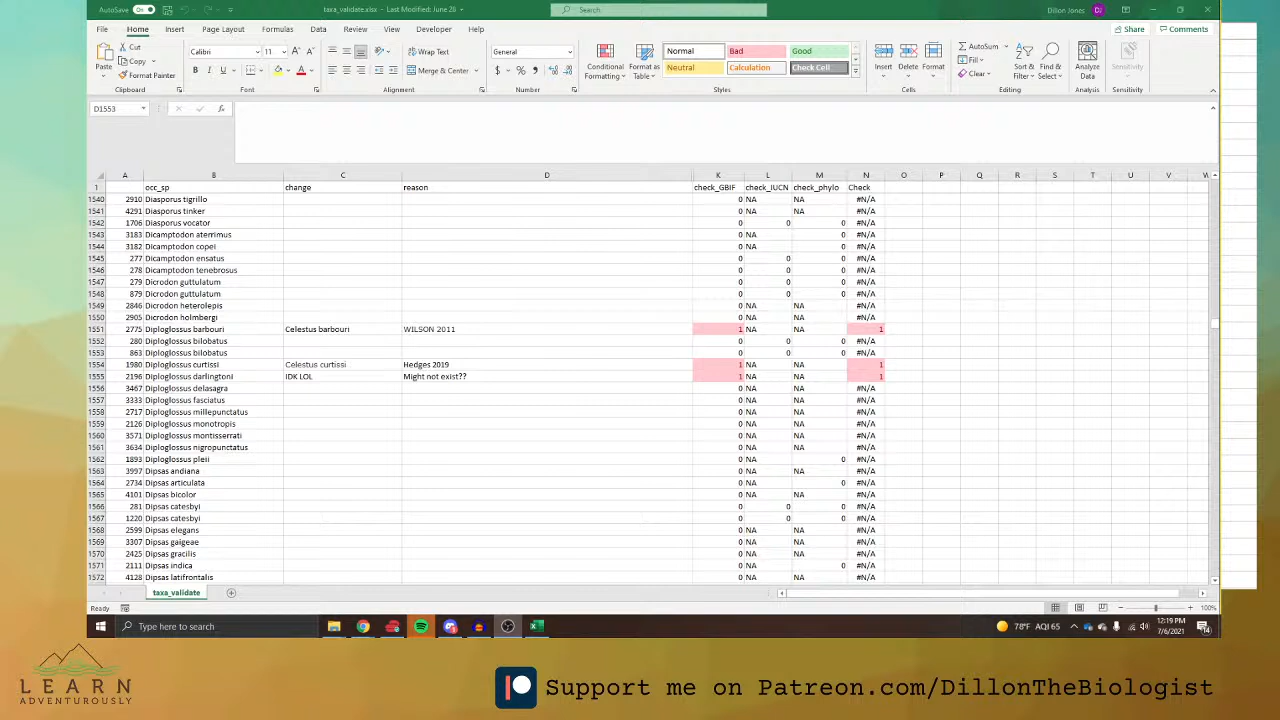 AutoSave On taxa_validate.xlsx - Last Modified: June 28 Search Dillon Jones DJ
File Home Insert Page Layout Formulas Data Review View Developer Help Share Comments
Paste Cut Copy Format Painter Clipboard
Calibri 11 B I U A
Wrap Text Merge & Center Alignment
General $ % Number
Conditional Formatting Format as Table Normal Bad Good Neutral Calculation Check Cell Styles
Insert Delete Format Cells
AutoSum Fill Clear Sort & Filter Find & Select Editing
Analyze Data Analysis Sensitivity Sensitivity
D1553 fx
A B C D K L M N O P Q R S T U V W
1 occ_sp change reason check_GBIF check_IUCN check_phylo Check
1540 2910 Diasporus tigrillo 0 NA NA #N/A
1541 4291 Diasporus tinker 0 NA NA #N/A
1542 1706 Diasporus vocator 0 0 0 #N/A
1543 3183 Dicamptodon aterrimus 0 NA 0 #N/A
1544 3182 Dicamptodon copei 0 NA 0 #N/A
1545 277 Dicamptodon ensatus 0 0 0 #N/A
1546 278 Dicamptodon tenebrosus 0 0 0 #N/A
1547 279 Dicrodon guttulatum 0 0 0 #N/A
1548 879 Dicrodon guttulatum 0 0 0 #N/A
1549 2846 Dicrodon heterolepis 0 NA NA #N/A
1550 2905 Dicrodon holmbergi 0 NA NA #N/A
1551 2775 Diploglossus barbouri Celestus barbouri WILSON 2011 1 NA NA 1
1552 280 Diploglossus bilobatus 0 0 0 #N/A
1553 863 Diploglossus bilobatus 0 0 0 #N/A
1554 1980 Diploglossus curtissi Celestus curtissi Hedges 2019 1 NA NA 1
1555 2196 Diploglossus darlingtoni IDK LOL Might not exist?? 1 NA NA 1
1556 3467 Diploglossus delasagra 0 NA NA #N/A
1557 3333 Diploglossus fasciatus 0 NA NA #N/A
1558 2717 Diploglossus millepunctatus 0 NA NA #N/A
1559 2126 Diploglossus monotropis 0 NA NA #N/A
1560 3571 Diploglossus montisserrati 0 NA NA #N/A
1561 3634 Diploglossus nigropunctatus 0 NA NA #N/A
1562 1893 Diploglossus pleii 0 NA 0 #N/A
1563 3997 Dipsas andiana 0 NA NA #N/A
1564 2734 Dipsas articulata 0 NA 0 #N/A
1565 4101 Dipsas bicolor 0 NA NA #N/A
1566 281 Dipsas catesbyi 0 0 0 #N/A
1567 1220 Dipsas catesbyi 0 0 0 #N/A
1568 2599 Dipsas elegans 0 NA NA #N/A
1569 3307 Dipsas gaigeae 0 NA NA #N/A
1570 2425 Dipsas gracilis 0 NA NA #N/A
1571 2111 Dipsas indica 0 NA 0 #N/A
1572 4128 Dipsas latifrontalis 0 NA NA #N/A
taxa_validate
Ready 100%
Type here to search 78°F AQI 65 12:19 PM 7/6/2021 14
LEARN
ADVENTUROUSLY
Support me on Patreon.com/DillonTheBiologist